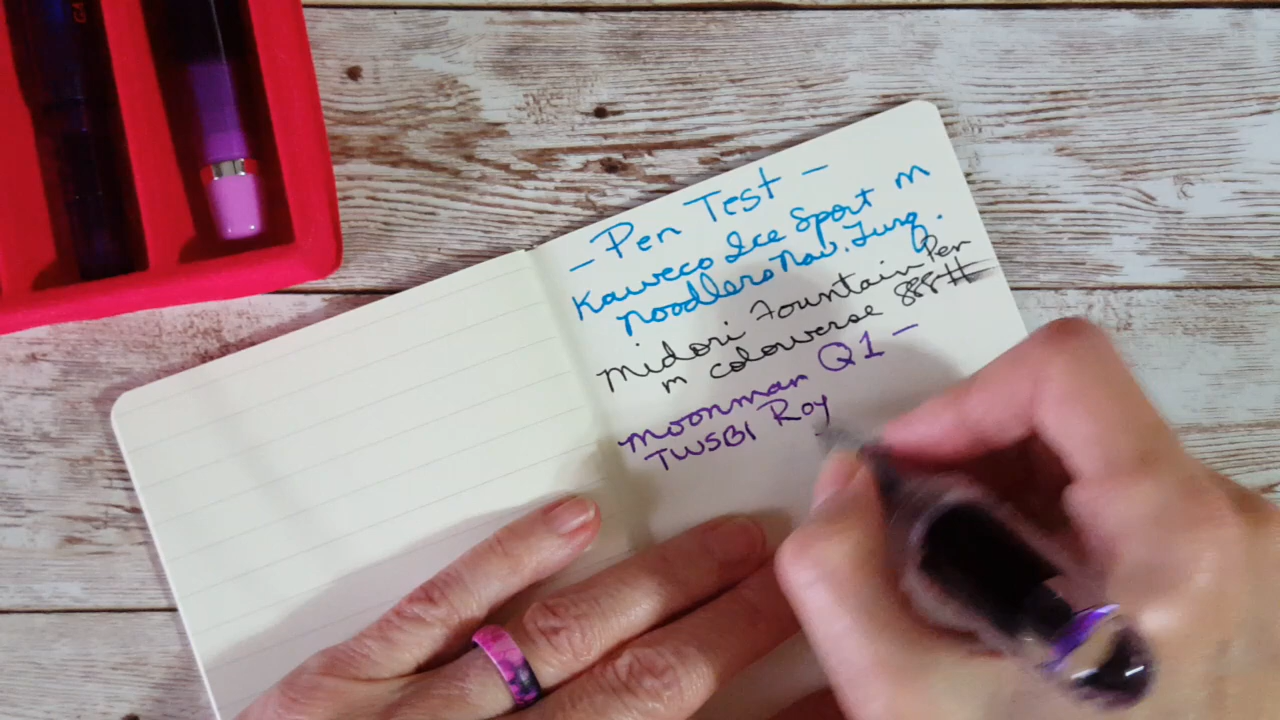 - Pen Test -
Kaweco Ice Sport m
Noodlers Nav. Turq.
Midori Fountain Pen
m colorverse 888 #
moonman Q1 -
TWSBI Roy